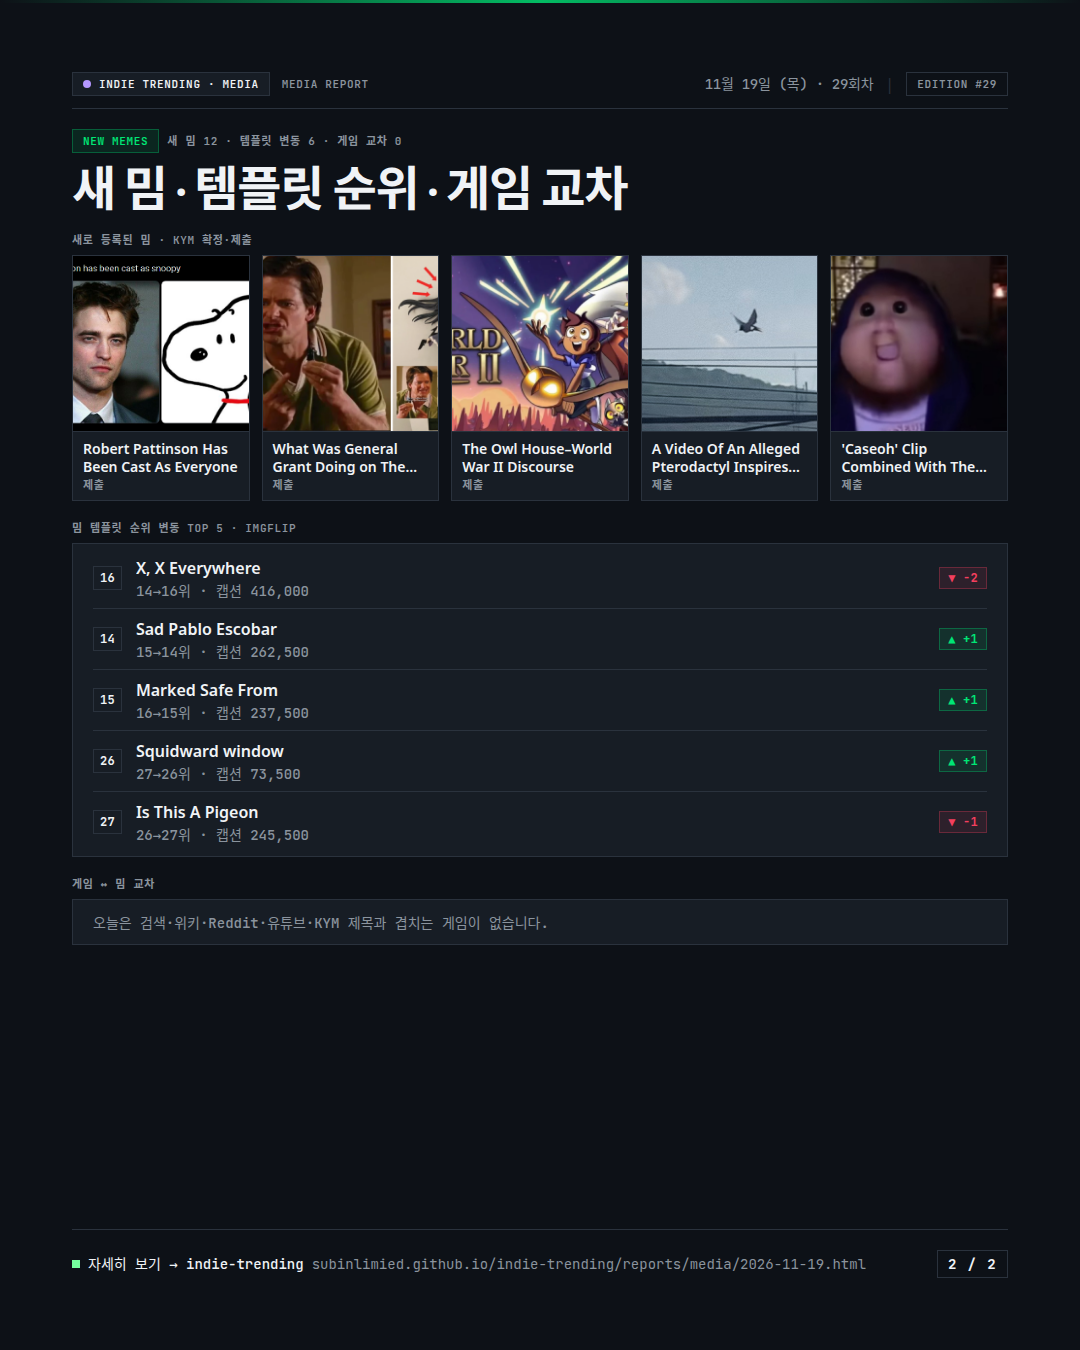 INDIE TRENDING · MEDIA MEDIA REPORT 11월 19일 (목) · 29회차 EDITION #29
NEW MEMES 새 밈 12 · 템플릿 변동 6 · 게임 교차 0
새 밈·템플릿 순위·게임 교차
새로 등록된 밈 · KYM 확정·제출
on has been cast as snoopy
RLD
R II
Robert Pattinson Has
Been Cast As Everyone
제출
What Was General
Grant Doing on The...
제출
The Owl House–World
War II Discourse
제출
A Video Of An Alleged
Pterodactyl Inspires...
제출
'Caseoh' Clip
Combined With The...
제출
밈 템플릿 순위 변동 TOP 5 · IMGFLIP
16 X, X Everywhere ▼ -2
14→16위 · 캡션 416,000
14 Sad Pablo Escobar ▲ +1
15→14위 · 캡션 262,500
15 Marked Safe From ▲ +1
16→15위 · 캡션 237,500
26 Squidward window ▲ +1
27→26위 · 캡션 73,500
27 Is This A Pigeon ▼ -1
26→27위 · 캡션 245,500
게임 ↔ 밈 교차
오늘은 검색·위키·Reddit·유튜브·KYM 제목과 겹치는 게임이 없습니다.
자세히 보기 → indie-trending subinlimied.github.io/indie-trending/reports/media/2026-11-19.html 2 / 2